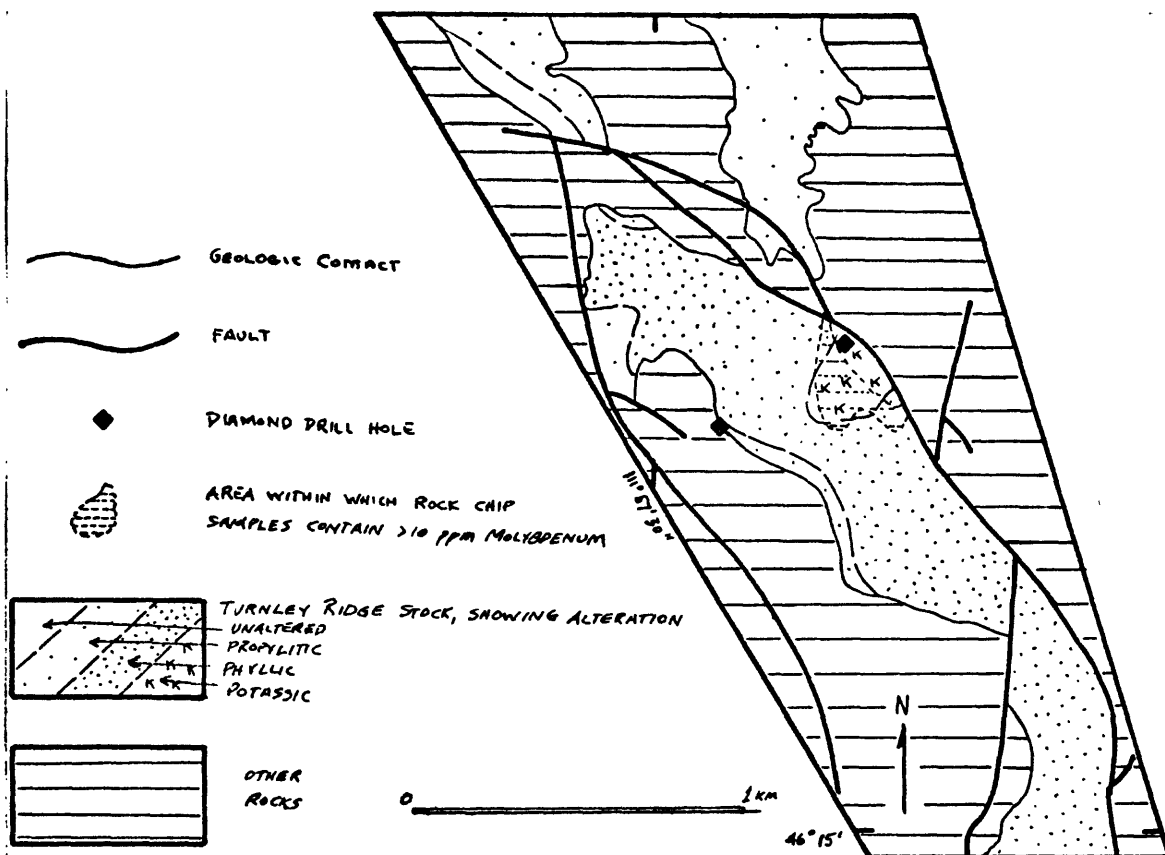 GEOLOGIC CONTACT
FAULT
DIAMOND DRILL HOLE
AREA WITHIN WHICH ROCK CHIP
SAMPLES CONTAIN >10 ppm MOLYBDENUM
TURNLEY RIDGE STOCK, SHOWING ALTERATION
UNALTERED
PROPYLITIC
PHYLLIC
POTASSIC
K
K
K K
OTHER
ROCKS
0 1 KM
K
K K K
K
111° 57' 30"
N
46° 15'